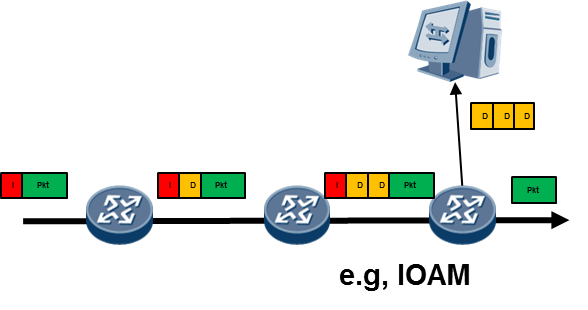 D D D
I Pkt
I D Pkt
I D D Pkt
Pkt
e.g, IOAM